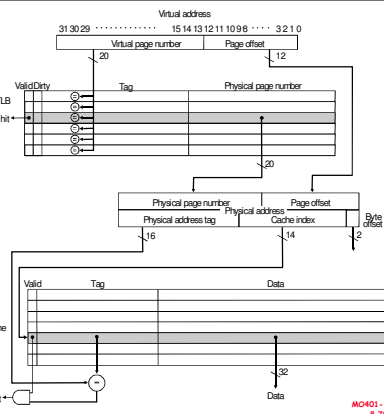 Virtual address
31 30 29 · · · · · · · · · · · · · 15 14 13 12 11 10 9 8 · · · · · 3 2 1 0
Virtual page number Page offset
20 12
Valid Dirty Tag Physical page number
TLB
hit
= 
=
=
=
=
=
20
Physical page number Page offset
Physical address
Physical address tag Cache index Byte offset
16 14 2
Valid Tag Data
32
=
Data
MO401-